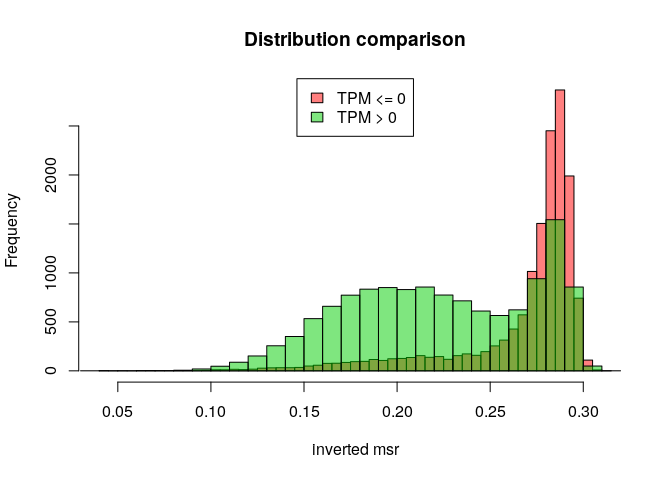 Distribution comparison
TPM <= 0
TPM > 0
Frequency
2000
1000
500
0
0.05 0.10 0.15 0.20 0.25 0.30
inverted msr